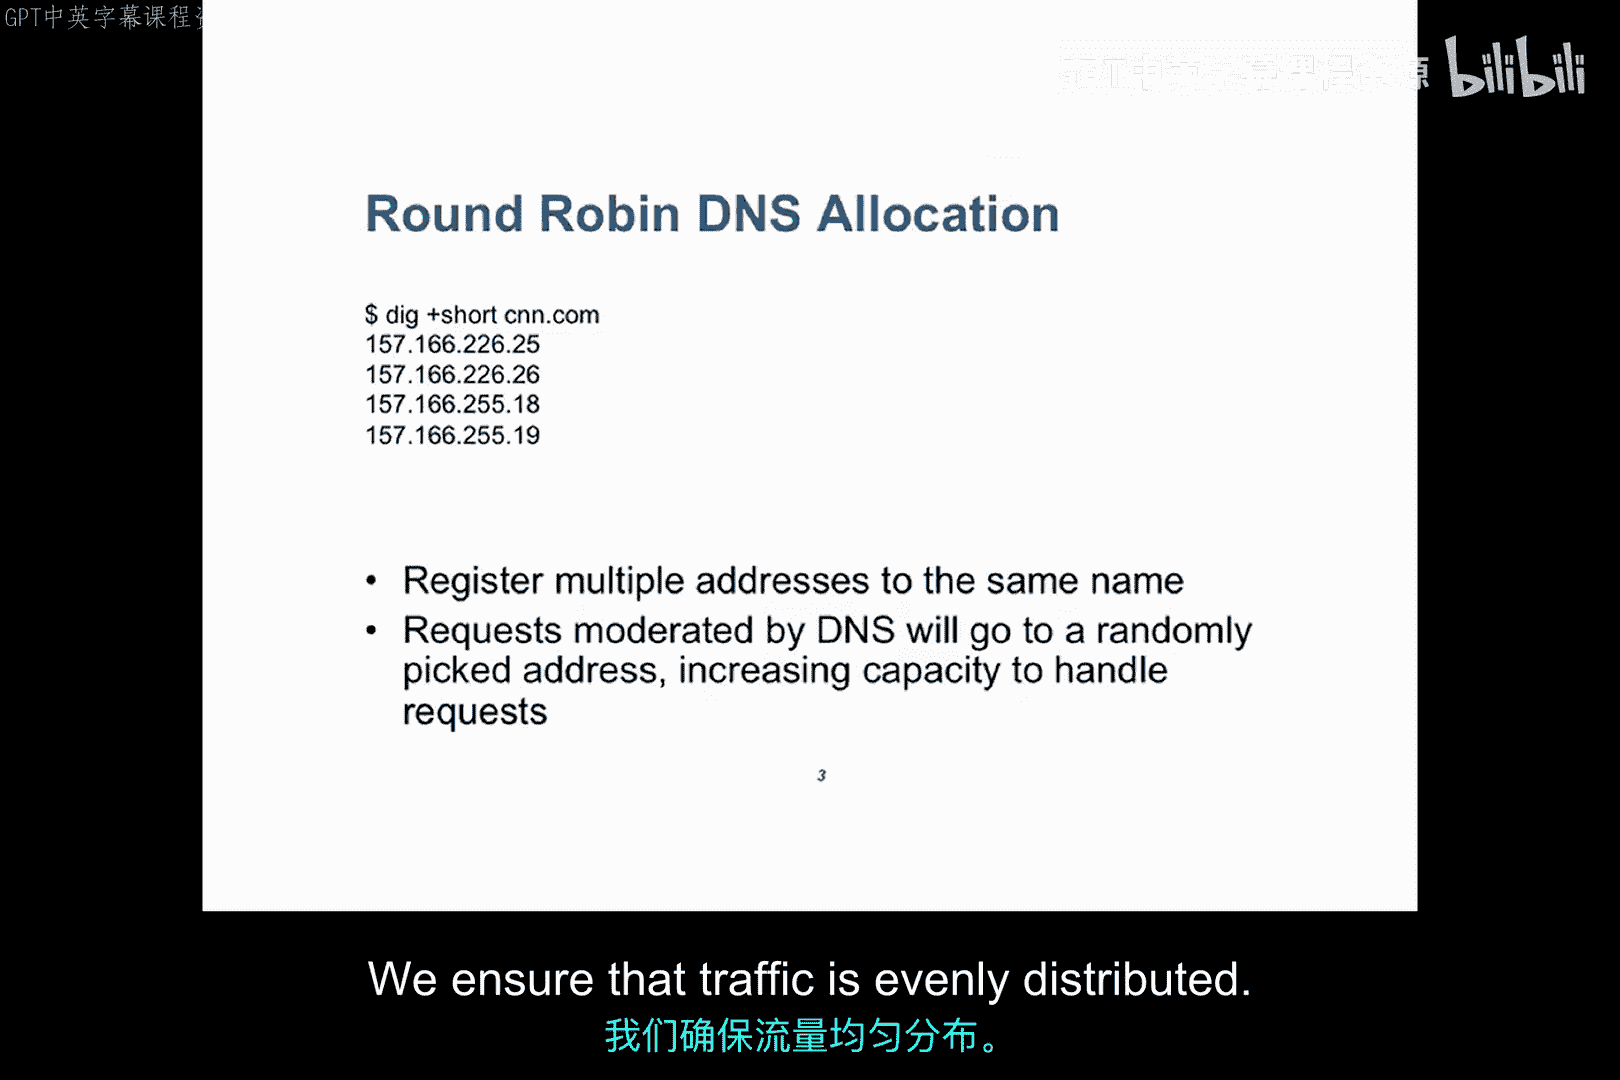 GPT中英字幕课程
bilibili
Round Robin DNS Allocation
$ dig +short cnn.com
157.166.226.25
157.166.226.26
157.166.255.18
157.166.255.19
• Register multiple addresses to the same name
• Requests moderated by DNS will go to a randomly
picked address, increasing capacity to handle
requests
3
We ensure that traffic is evenly distributed.
我们确保流量均匀分布。